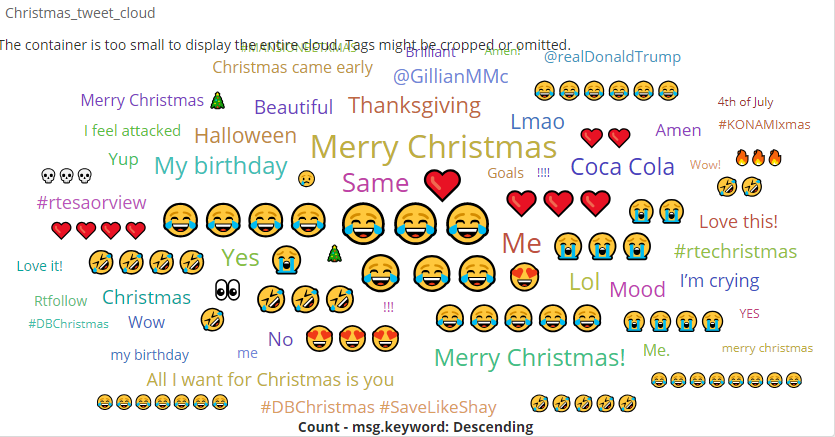 Christmas_tweet_cloud
The container is too small to display the entire cloud. Tags might be cropped or omitted.
Brilliant
Amen!
@realDonaldTrump
Christmas came early
@GillianMMc
😂😂😂😂😂😂
Merry Christmas🎄
Beautiful
Thanksgiving
4th of July
Lmao
#KONAMIxmas
I feel attacked
Halloween
Merry Christmas
❤❤
Amen
Yup
My birthday
Coca Cola
Wow!
🔥🔥🔥
💀💀💀
😢
Same
❤
Goals
!!!!
🤣🤣
#rtesaorview
❤❤❤
😭😭
❤❤❤❤
😂😂😂😂
😂😂😂
Love this!
Me
😭😭😭
#rtechristmas
Love it!
🤣🤣🤣🤣
Yes
😭
🎄
😂😂😂
😍
Lol
I'm crying
Mood
Rtfollow
Christmas
👀
🤣🤣🤣
!!!
YES
#DBChristmas
Wow
🤣
😂😂😂😂😂
😭😭😭😭
No
😍😍😍
my birthday
me
Merry Christmas!
Me.
merry christmas
All I want for Christmas is you
😂😂😂😂😂😂😂😂
😂😂😂😂😂😂😂
#DBChristmas #SaveLikeShay
🤣🤣🤣🤣🤣
Count - msg.keyword: Descending